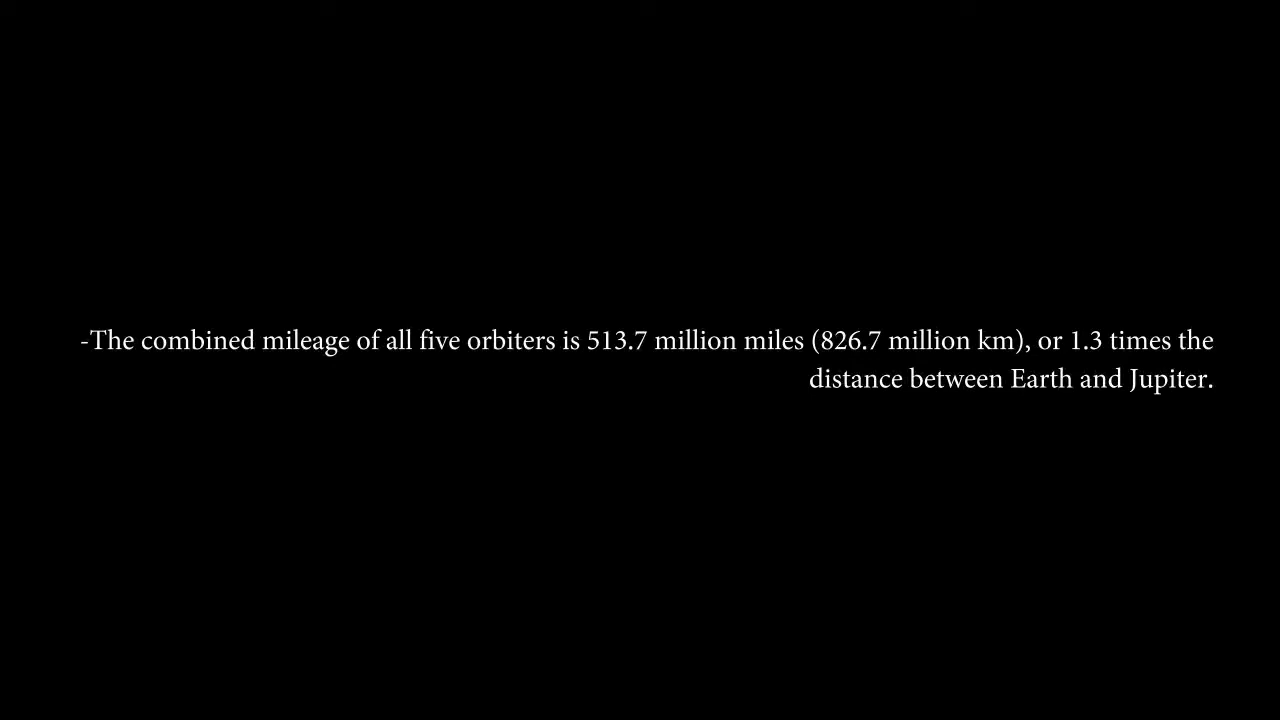 -The combined mileage of all five orbiters is 513.7 million miles (826.7 million km), or 1.3 times the
distance between Earth and Jupiter.